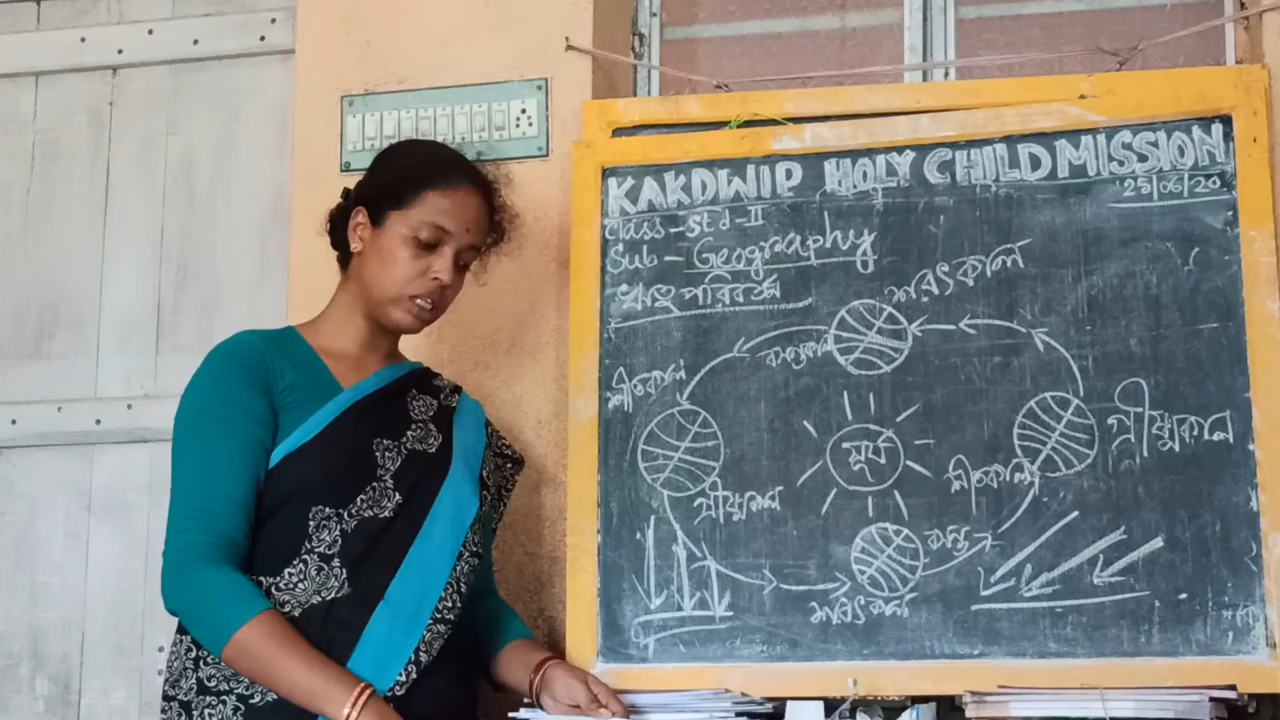 KAKDWIP HOLY CHILD MISSION
25/06/20
Class - Std - II
Sub - Geography
ঋতু পরিবর্তন
শরৎকাল
বসন্তকাল
শীতকাল
গ্রীষ্মকাল
সূর্য
শীতকাল
গ্রীষ্মকাল
বসন্ত
শরৎকাল